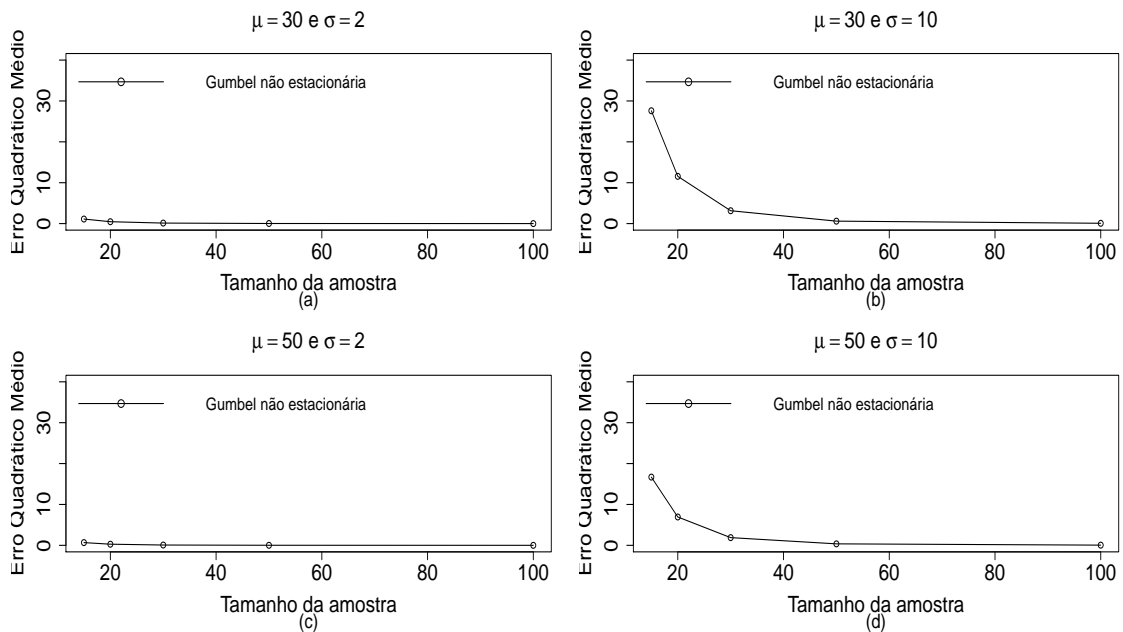 μ = 30 e σ = 2
Erro Quadrático Médio
0 10 30
Gumbel não estacionária
20 40 60 80 100
Tamanho da amostra
(a)
μ = 30 e σ = 10
Erro Quadrático Médio
0 10 30
Gumbel não estacionária
20 40 60 80 100
Tamanho da amostra
(b)
μ = 50 e σ = 2
Erro Quadrático Médio
0 10 30
Gumbel não estacionária
20 40 60 80 100
Tamanho da amostra
(c)
μ = 50 e σ = 10
Erro Quadrático Médio
0 10 30
Gumbel não estacionária
20 40 60 80 100
Tamanho da amostra
(d)